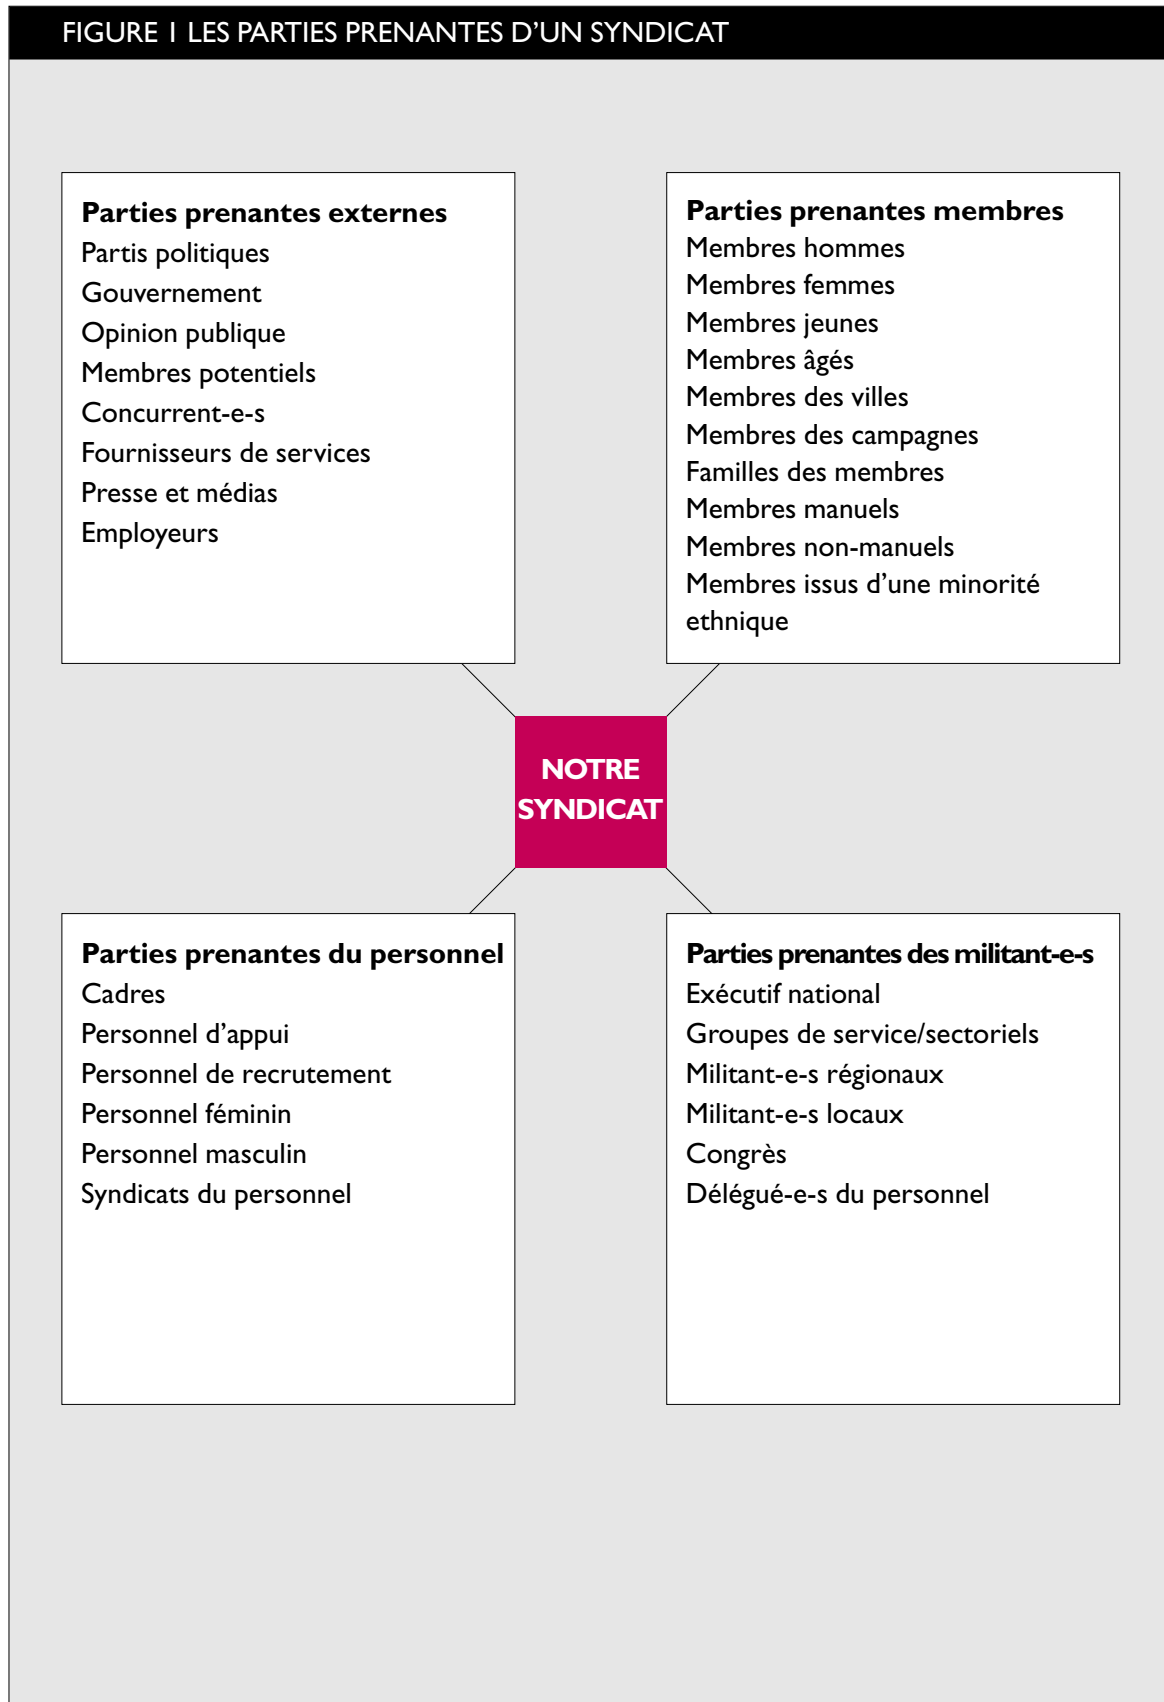 FIGURE 1 LES PARTIES PRENANTES D’UN SYNDICAT
Parties prenantes externes
Partis politiques
Gouvernement
Opinion publique
Membres potentiels
Concurrent-e-s
Fournisseurs de services
Presse et médias
Employeurs
Parties prenantes membres
Membres hommes
Membres femmes
Membres jeunes
Membres âgés
Membres des villes
Membres des campagnes
Familles des membres
Membres manuels
Membres non-manuels
Membres issus d’une minorité
ethnique
NOTRE
SYNDICAT
Parties prenantes du personnel
Cadres
Personnel d’appui
Personnel de recrutement
Personnel féminin
Personnel masculin
Syndicats du personnel
Parties prenantes des militant-e-s
Exécutif national
Groupes de service/sectoriels
Militant-e-s régionaux
Militant-e-s locaux
Congrès
Délégué-e-s du personnel